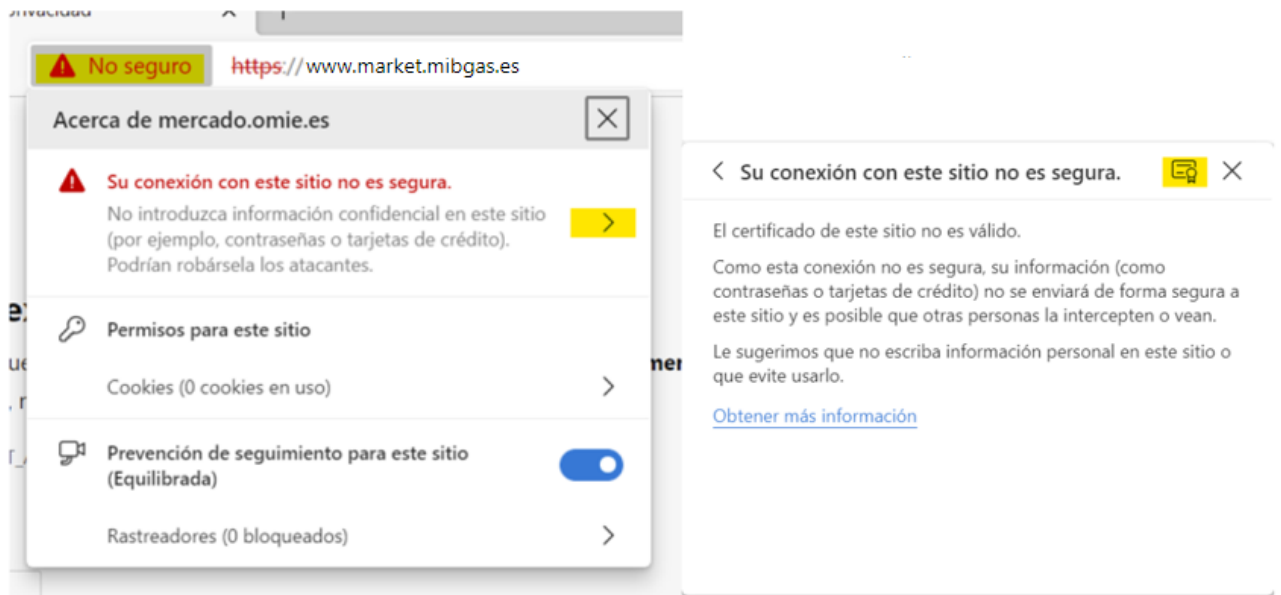 No seguro https://www.market.mibgas.es
Acerca de mercado.omie.es
Su conexión con este sitio no es segura.
No introduzca información confidencial en este sitio
(por ejemplo, contraseñas o tarjetas de crédito).
Podrían robársela los atacantes.
Permisos para este sitio
Cookies (0 cookies en uso)
Prevención de seguimiento para este sitio
(Equilibrada)
Rastreadores (0 bloqueados)
Su conexión con este sitio no es segura.
El certificado de este sitio no es válido.
Como esta conexión no es segura, su información (como
contraseñas o tarjetas de crédito) no se enviará de forma segura a
este sitio y es posible que otras personas la intercepten o vean.
Le sugerimos que no escriba información personal en este sitio o
que evite usarlo.
Obtener más información